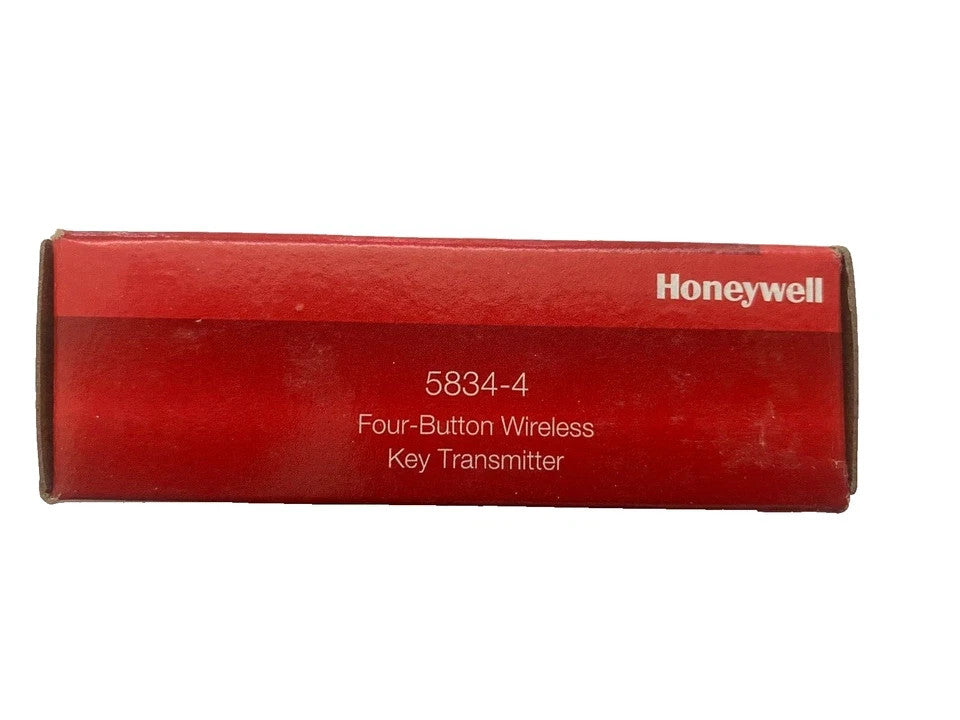 Honeywell
5834-4
Four-Button Wireless
Key Transmitter